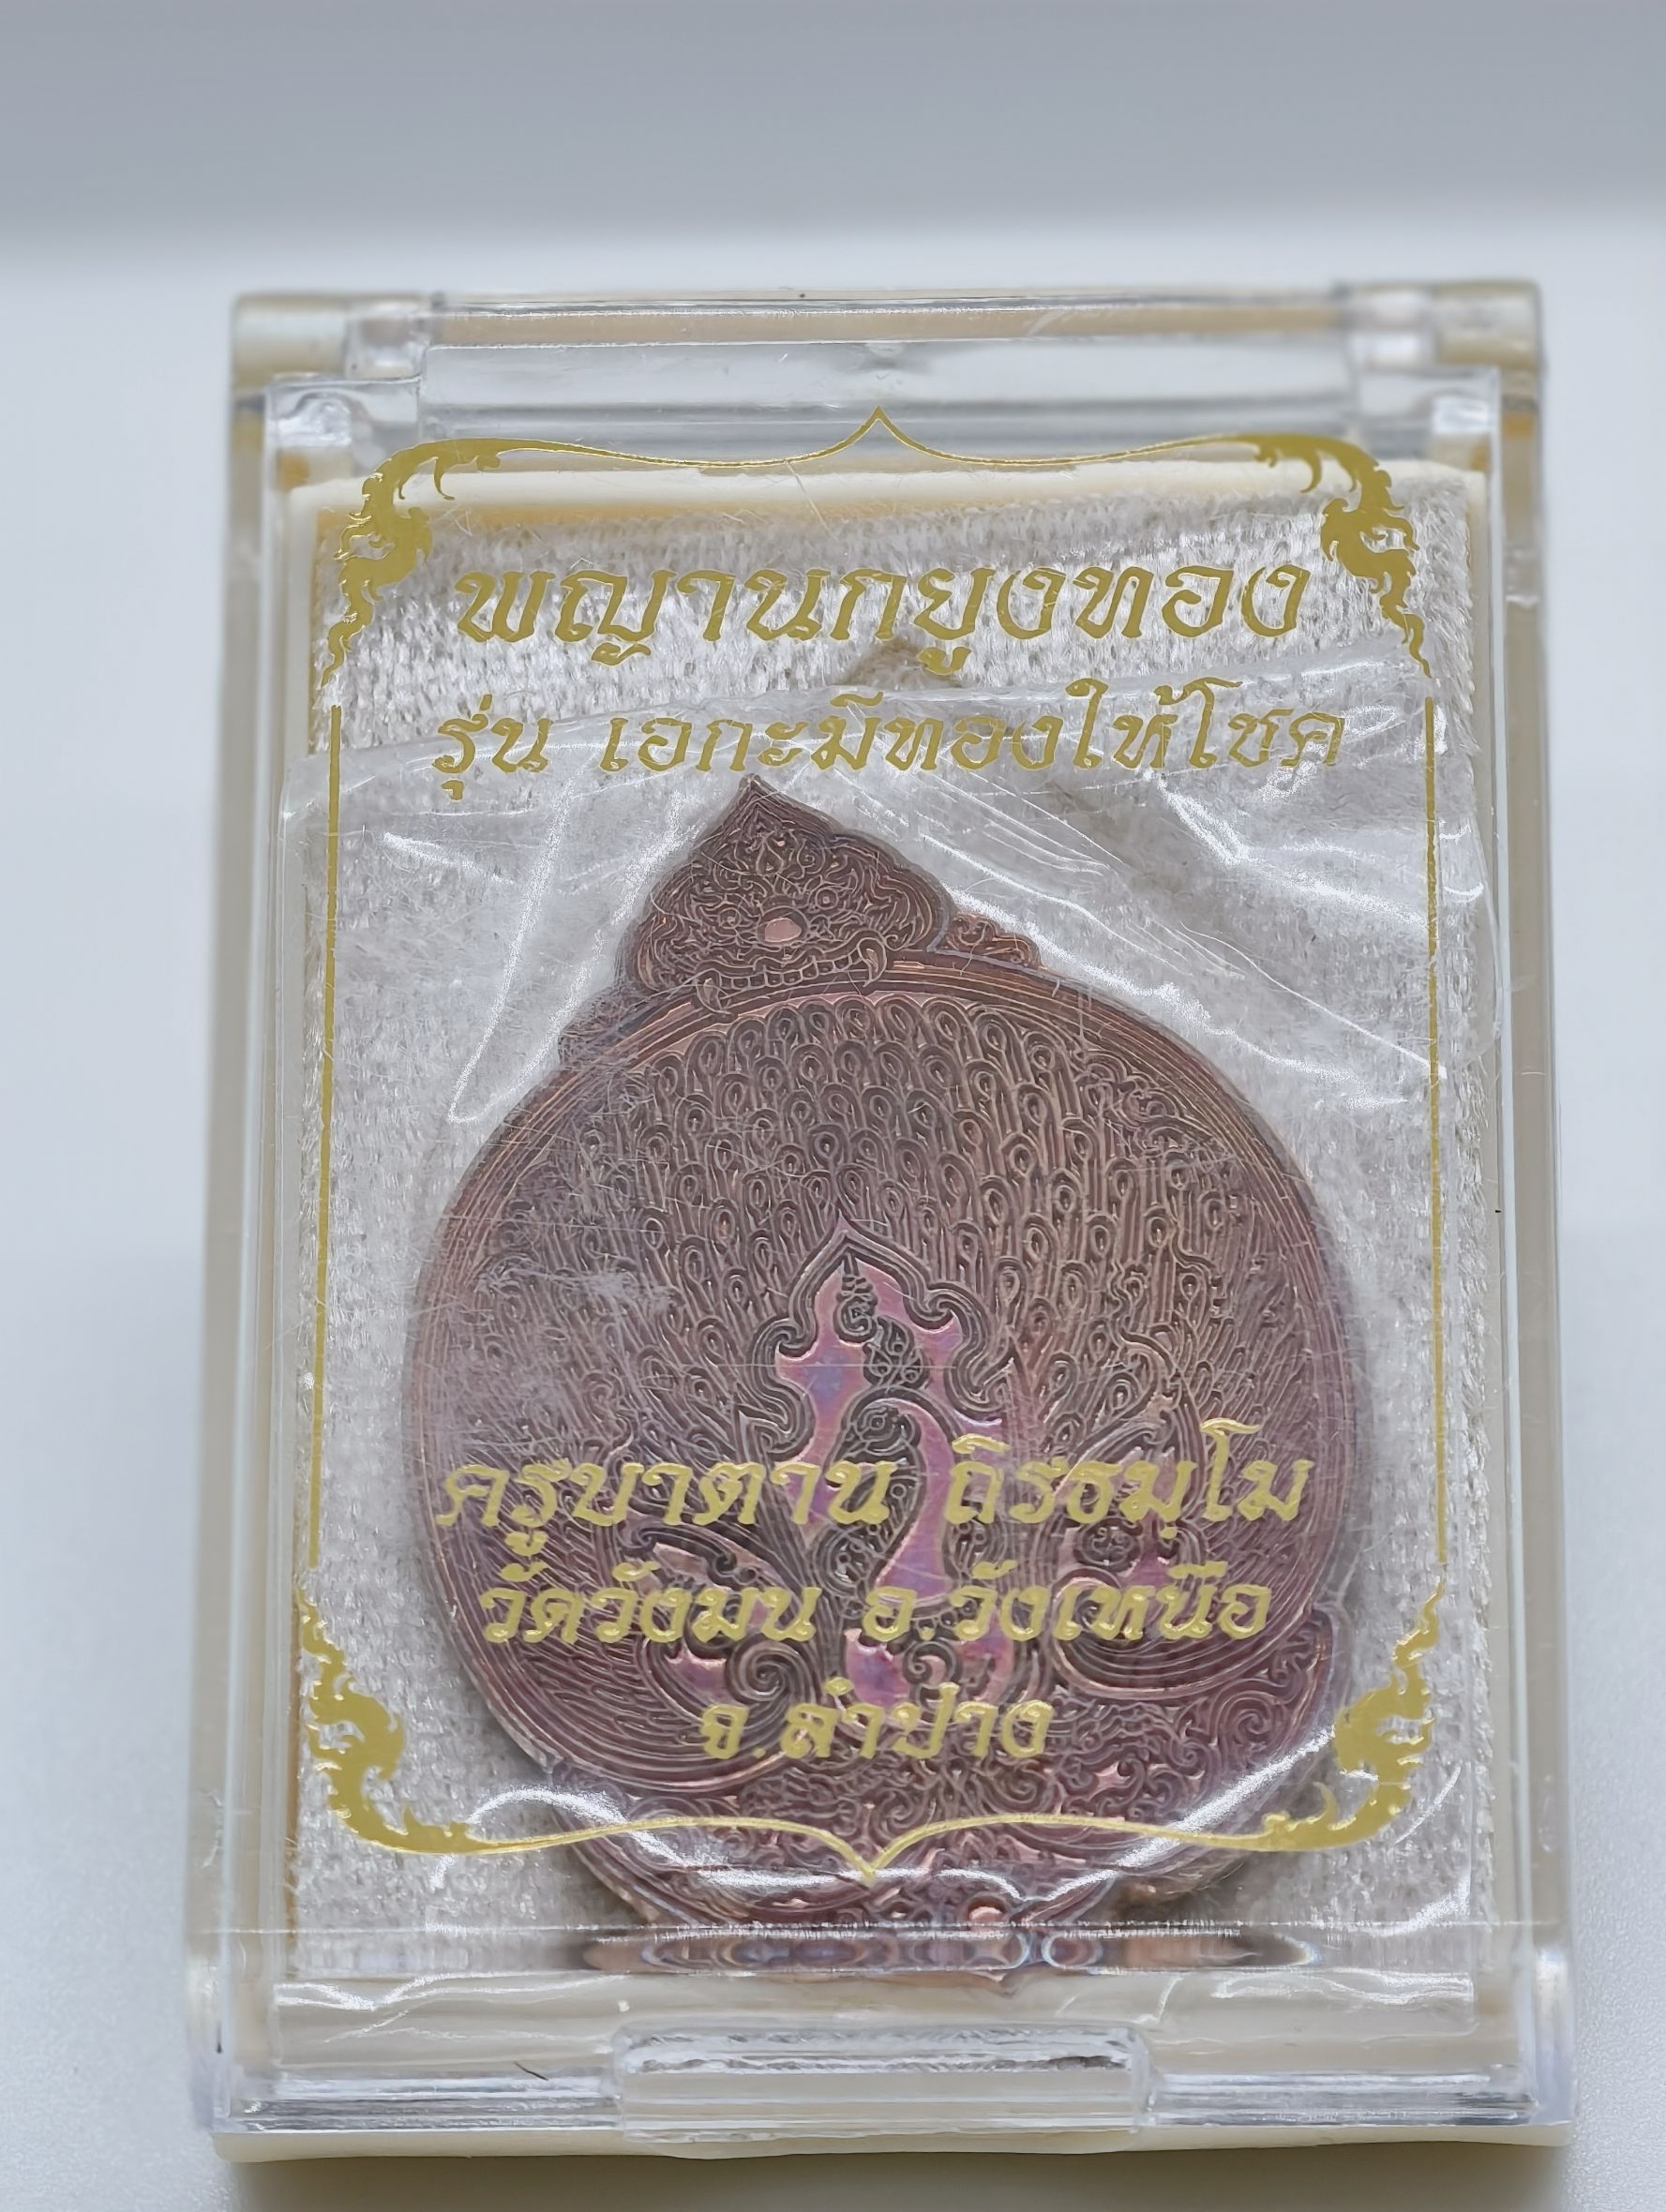 พญานกยูงทอง
รุ่น เอกะมีทองให้โชค
ครูบาตาน ถิรธมฺโม
วัดวังมน อ.วังเหนือ
จ.ลำปาง